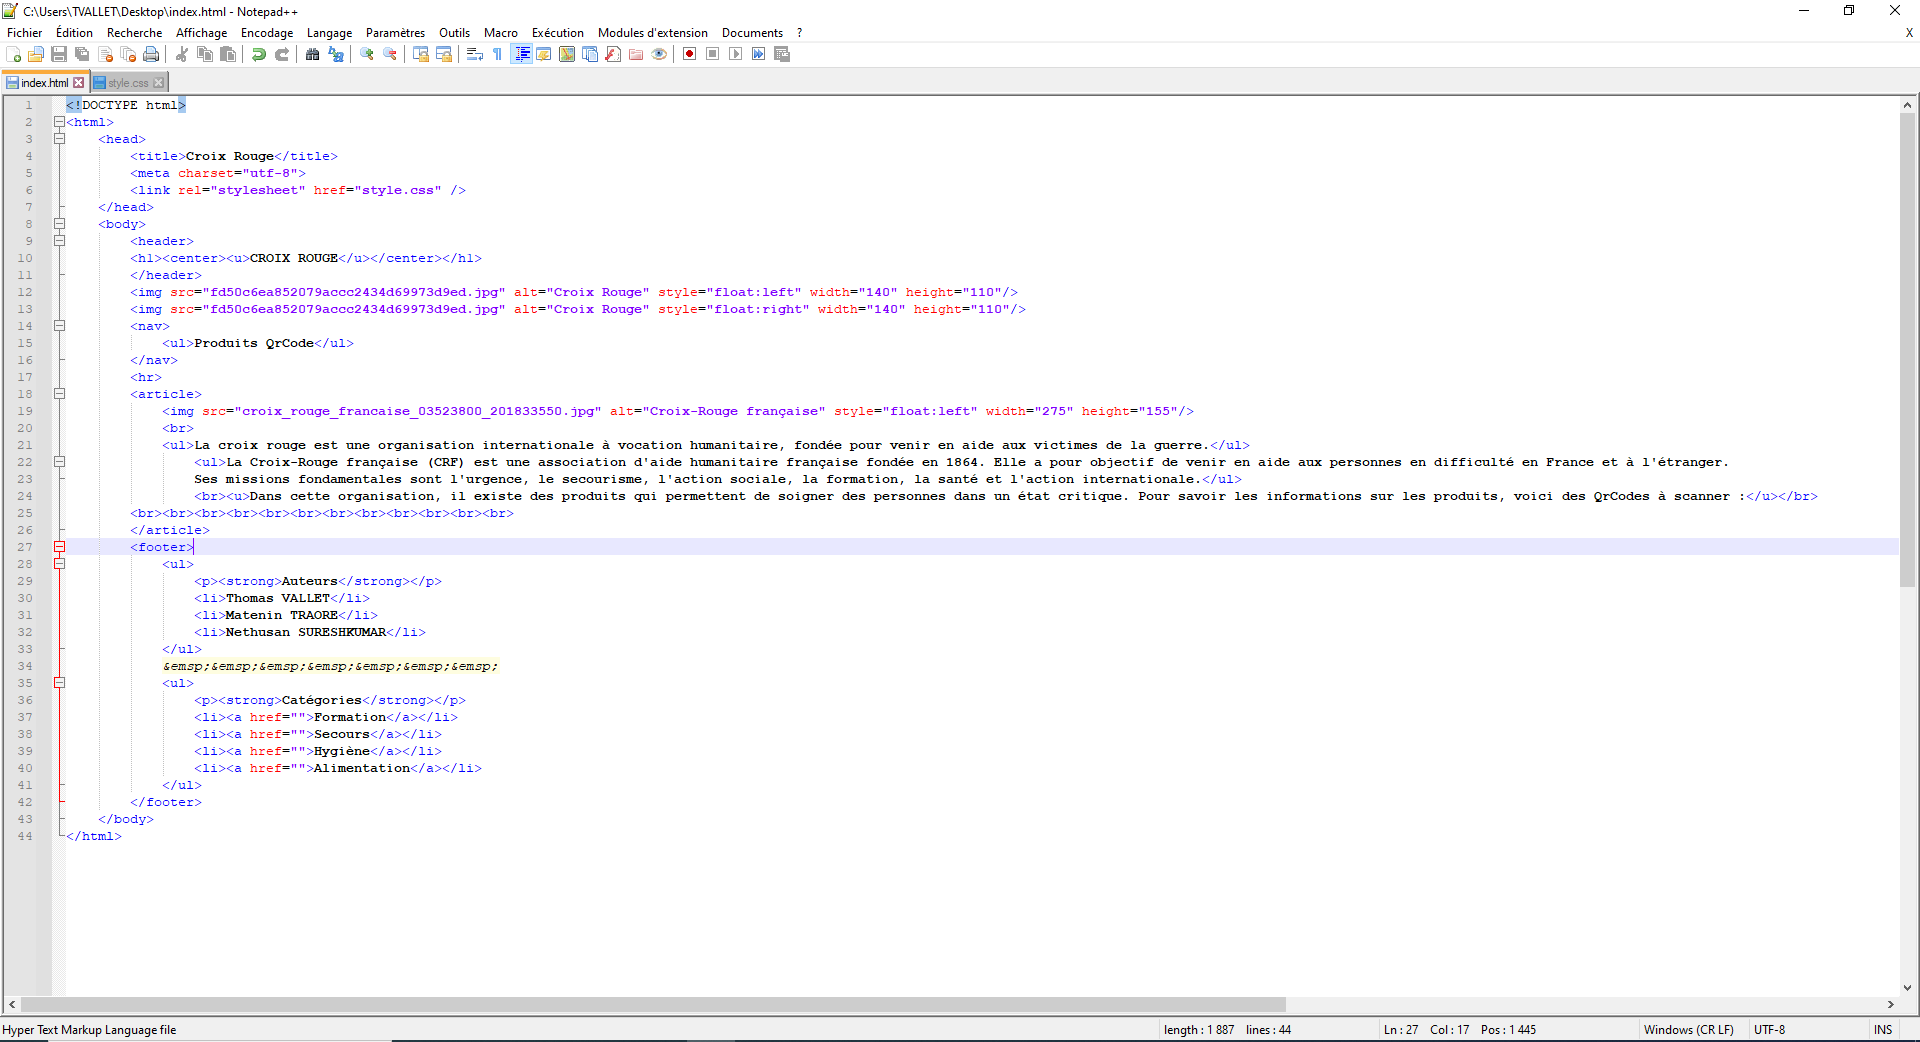 C:\Users\TVALLET\Desktop\index.html - Notepad++
Fichier Édition Recherche Affichage Encodage Langage Paramètres Outils Macro Exécution Modules d'extension Documents ? X
index.html style.css
1 <!DOCTYPE html>
2 <html>
3 <head>
4 <title>Croix Rouge</title>
5 <meta charset="utf-8">
6 <link rel="stylesheet" href="style.css" />
7 </head>
8 <body>
9 <header>
10 <h1><center><u>CROIX ROUGE</u></center></h1>
11 </header>
12 <img src="fd50c6ea852079accc2434d69973d9ed.jpg" alt="Croix Rouge" style="float:left" width="140" height="110"/>
13 <img src="fd50c6ea852079accc2434d69973d9ed.jpg" alt="Croix Rouge" style="float:right" width="140" height="110"/>
14 <nav>
15 <ul>Produits QrCode</ul>
16 </nav>
17 <hr>
18 <article>
19 <img src="croix_rouge_francaise_03523800_201833550.jpg" alt="Croix-Rouge française" style="float:left" width="275" height="155"/>
20 <br>
21 <ul>La croix rouge est une organisation internationale à vocation humanitaire, fondée pour venir en aide aux victimes de la guerre.</ul>
22 <ul>La Croix-Rouge française (CRF) est une association d'aide humanitaire française fondée en 1864. Elle a pour objectif de venir en aide aux personnes en difficulté en France et à l'étranger.
23 Ses missions fondamentales sont l'urgence, le secourisme, l'action sociale, la formation, la santé et l'action internationale.</ul>
24 <br><u>Dans cette organisation, il existe des produits qui permettent de soigner des personnes dans un état critique. Pour savoir les informations sur les produits, voici des QrCodes à scanner :</u></br>
25 <br><br><br><br><br><br><br><br><br><br><br><br>
26 </article>
27 <footer>
28 <ul>
29 <p><strong>Auteurs</strong></p>
30 <li>Thomas VALLET</li>
31 <li>Matenin TRAORE</li>
32 <li>Nethusan SURESHKUMAR</li>
33 </ul>
34 &emsp;&emsp;&emsp;&emsp;&emsp;&emsp;&emsp;
35 <ul>
36 <p><strong>Catégories</strong></p>
37 <li><a href="">Formation</a></li>
38 <li><a href="">Secours</a></li>
39 <li><a href="">Hygiène</a></li>
40 <li><a href="">Alimentation</a></li>
41 </ul>
42 </footer>
43 </body>
44 </html>
Hyper Text Markup Language file length : 1 887 lines : 44 Ln : 27 Col : 17 Pos : 1 445 Windows (CR LF) UTF-8 INS